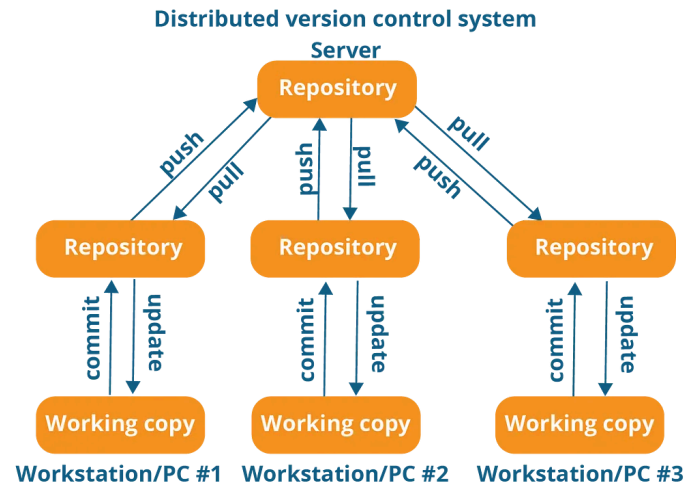 Distributed version control system
Server
Repository
push
pull
push
pull
push
pull
Repository
Repository
Repository
commit
update
commit
update
commit
update
Working copy
Working copy
Working copy
Workstation/PC #1
Workstation/PC #2
Workstation/PC #3